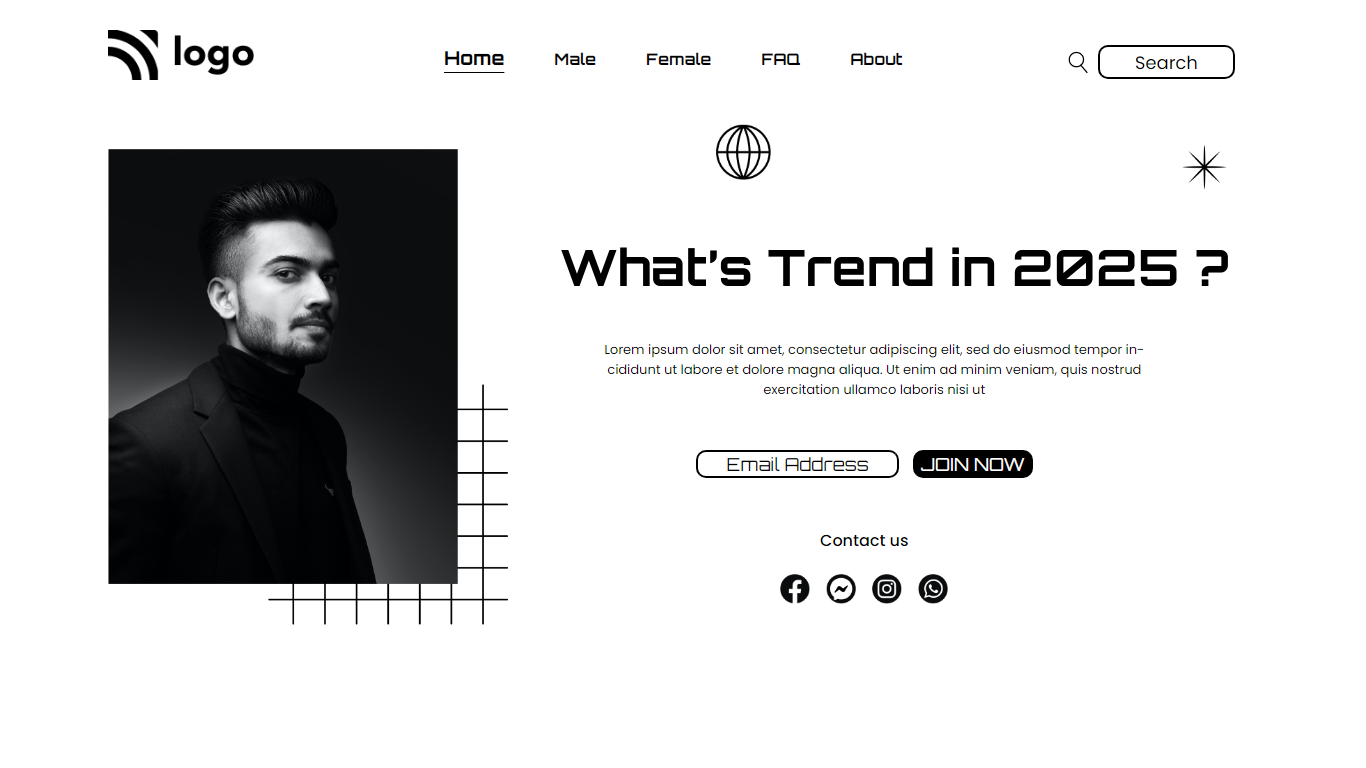 logo
Home
Male
Female
FAQ
About
Search
What's Trend in 2025 ?
Lorem ipsum dolor sit amet, consectetur adipiscing elit, sed do eiusmod tempor in-
cididunt ut labore et dolore magna aliqua. Ut enim ad minim veniam, quis nostrud
exercitation ullamco laboris nisi ut
Email Address
JOIN NOW
Contact us